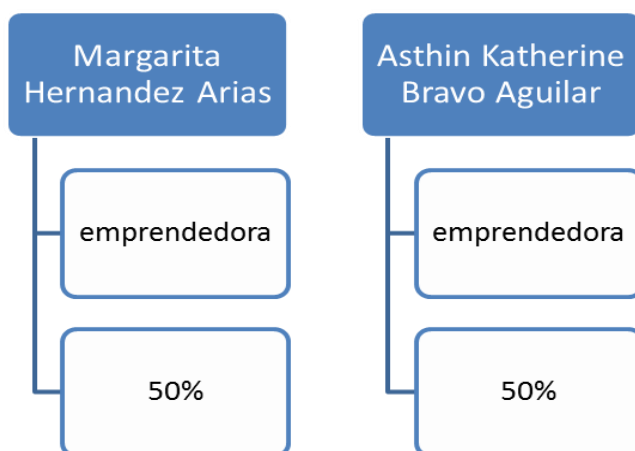 Margarita
Hernandez Arias
emprendedora
50%
Asthin Katherine
Bravo Aguilar
emprendedora
50%